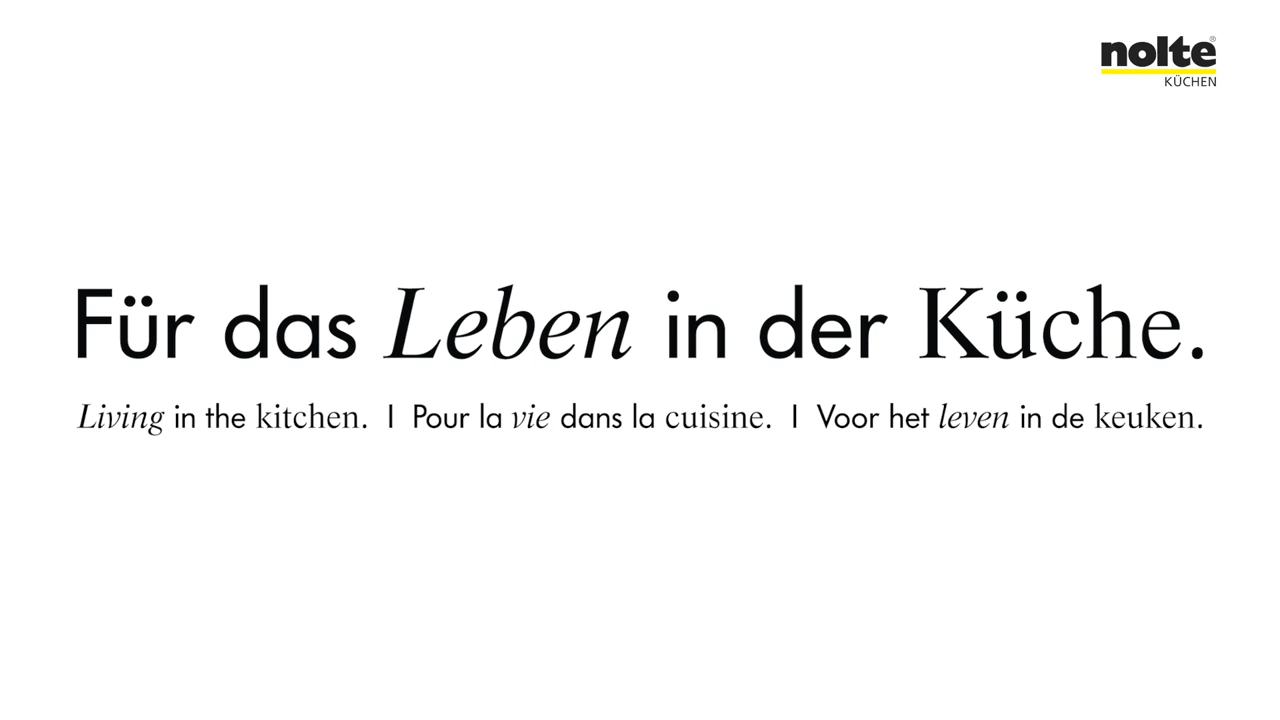 nolte®
KÜCHEN
Für das Leben in der Küche.
Living in the kitchen. | Pour la vie dans la cuisine. | Voor het leven in de keuken.